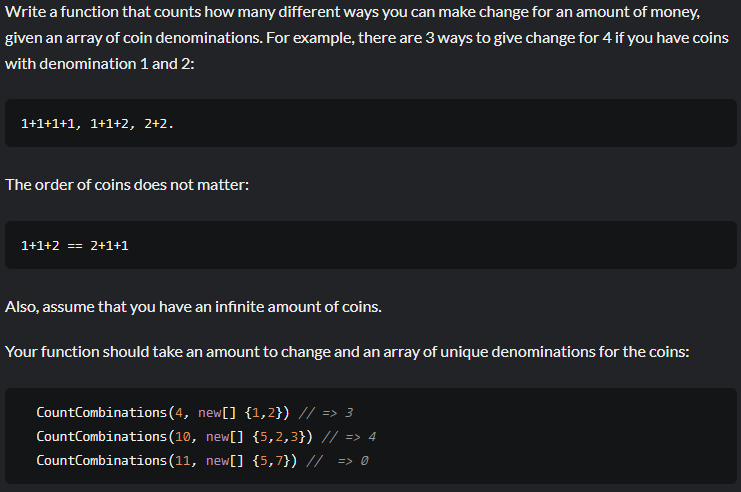 Write a function that counts how many different ways you can make change for an amount of money,
given an array of coin denominations. For example, there are 3 ways to give change for 4 if you have coins
with denomination 1 and 2:
1+1+1+1, 1+1+2, 2+2.
The order of coins does not matter:
1+1+2 == 2+1+1
Also, assume that you have an infinite amount of coins.
Your function should take an amount to change and an array of unique denominations for the coins:
CountCombinations(4, new[] {1,2}) // => 3
CountCombinations(10, new[] {5,2,3}) // => 4
CountCombinations(11, new[] {5,7}) //  => 0